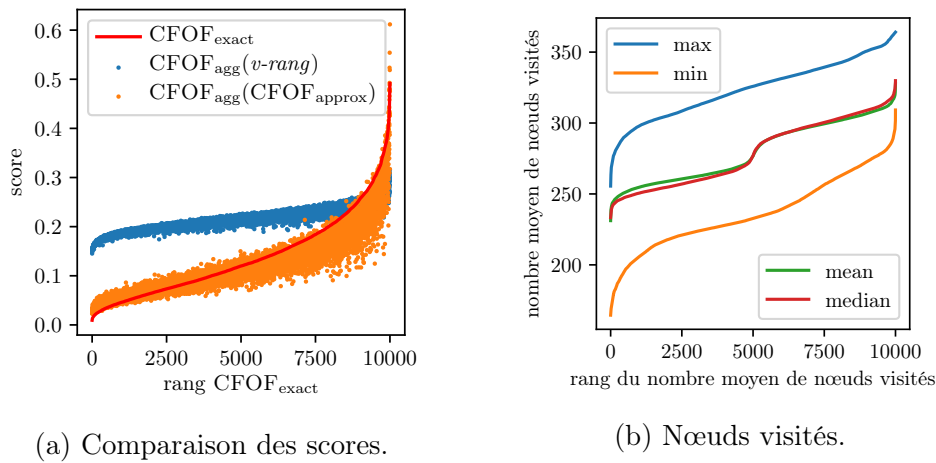 CFOF_exact
CFOF_agg(v-rang)
CFOF_agg(CFOF_approx)
score
0.6
0.5
0.4
0.3
0.2
0.1
0.0
0 2500 5000 7500 10000
rang CFOF_exact
(a) Comparaison des scores.
max
min
nombre moyen de nœuds visités
350
300
250
200
mean
median
0 2500 5000 7500 10000
rang du nombre moyen de nœuds visités
(b) Nœuds visités.